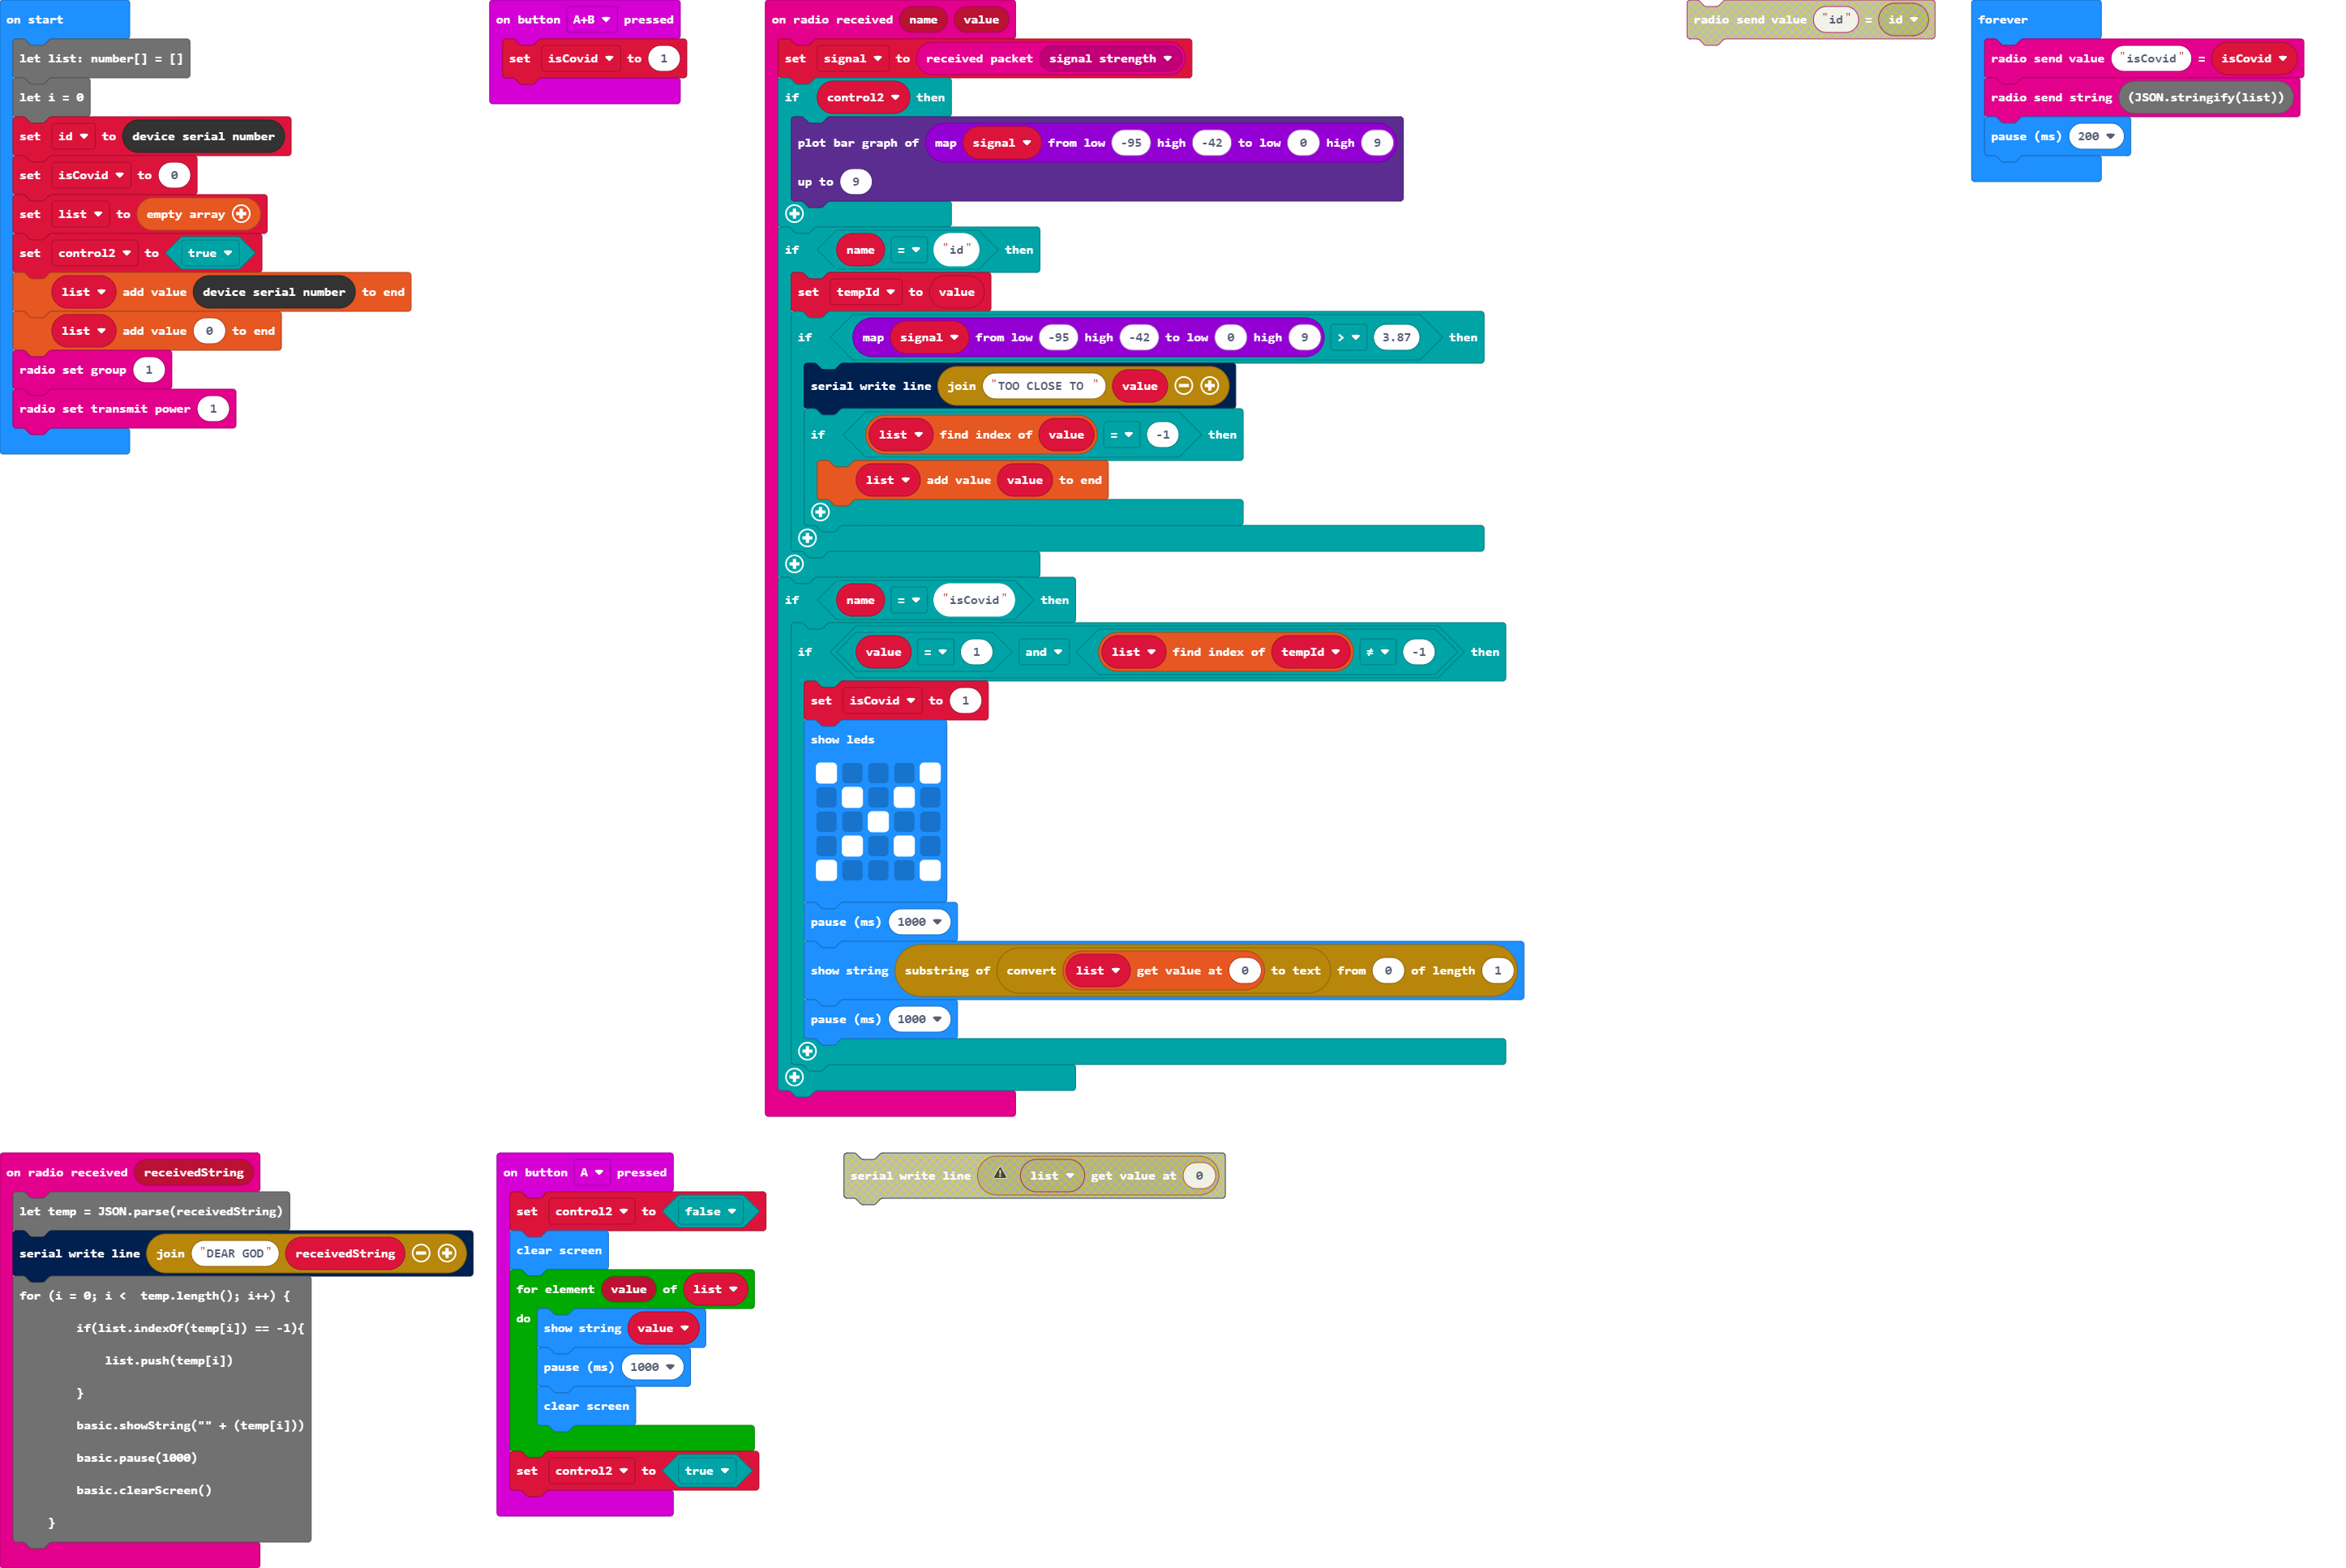 on start
let list: number[] = []
let i = 0
set id to device serial number
set isCovid to 0
set list to empty array
set control2 to true
list add value device serial number to end
list add value 0 to end
radio set group 1
radio set transmit power 1
on button A+B pressed
set isCovid to 1
on radio received name value
set signal to received packet signal strength
if control2 then
plot bar graph of map signal from low -95 high -42 to low 0 high 9
up to 9
if name = "id" then
set tempId to value
if map signal from low -95 high -42 to low 0 high 9 > 3.87 then
serial write line join "TOO CLOSE TO " value
if list find index of value = -1 then
list add value value to end
if name = "isCovid" then
if value = 1 and list find index of tempId ≠ -1 then
set isCovid to 1
show leds
pause (ms) 1000
show string substring of convert list get value at 0 to text from 0 of length 1
pause (ms) 1000
radio send value "id" = id
forever
radio send value "isCovid" = isCovid
radio send string (JSON.stringify(list))
pause (ms) 200
on radio received receivedString
let temp = JSON.parse(receivedString)
serial write line join "DEAR GOD" receivedString
for (i = 0; i <  temp.length(); i++) {
if(list.indexOf(temp[i]) == -1){
list.push(temp[i])
}
basic.showString("" + (temp[i]))
basic.pause(1000)
basic.clearScreen()
}
on button A pressed
set control2 to false
clear screen
for element value of list
do show string value
pause (ms) 1000
clear screen
set control2 to true
serial write line list get value at 0